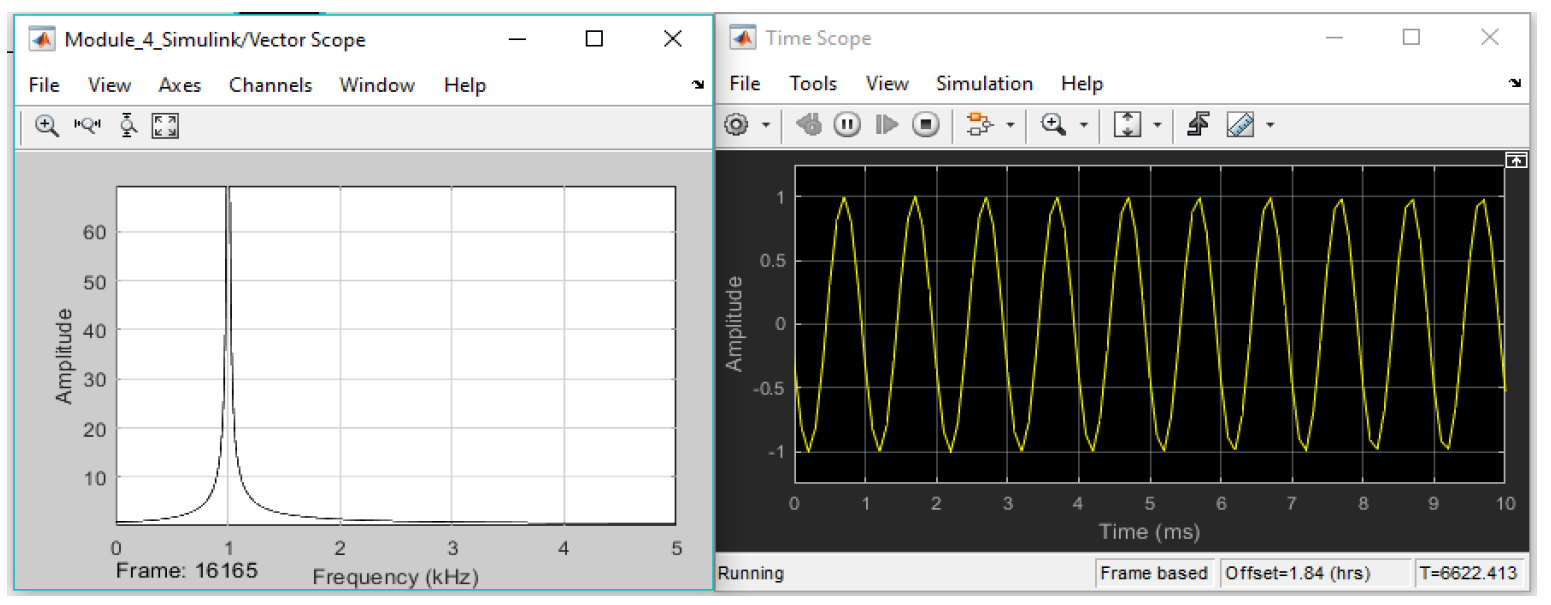 Module_4_Simulink/Vector Scope
File View Axes Channels Window Help
60
50
40
30
20
10
Amplitude
0 1 2 3 4 5
Frame: 16165
Frequency (kHz)
Time Scope
File Tools View Simulation Help
1
0.5
0
-0.5
-1
Amplitude
0 1 2 3 4 5 6 7 8 9 10
Time (ms)
Running Frame based Offset=1.84 (hrs) T=6622.413